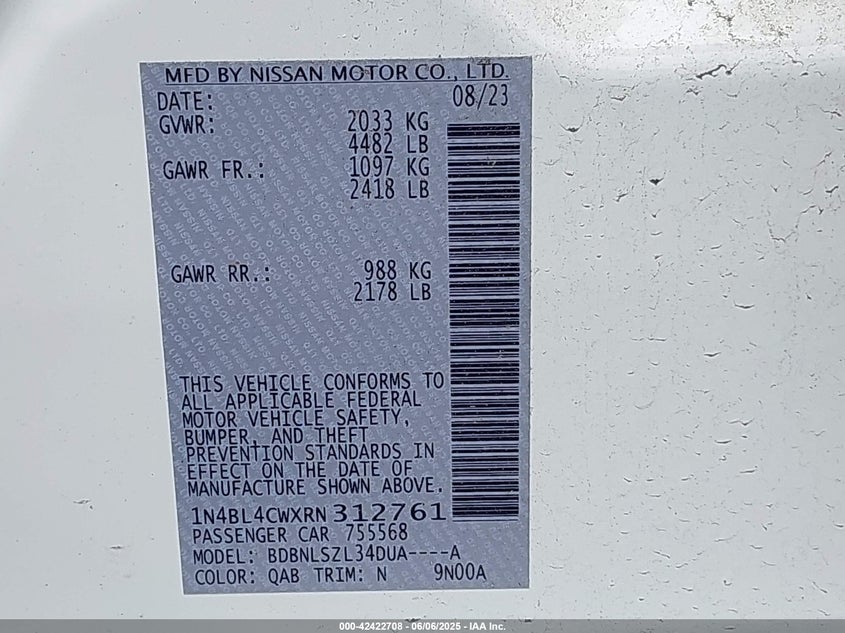 MFD BY NISSAN MOTOR CO., LTD.
DATE: 08/23
GVWR: 2033 KG
4482 LB
GAWR FR.: 1097 KG
2418 LB
GAWR RR.: 988 KG
2178 LB
THIS VEHICLE CONFORMS TO
ALL APPLICABLE FEDERAL
MOTOR VEHICLE SAFETY,
BUMPER, AND THEFT
PREVENTION STANDARDS IN
EFFECT ON THE DATE OF
MANUFACTURE SHOWN ABOVE.
1N4BL4CWXRN312761
PASSENGER CAR 755568
MODEL: BDBNLSZL34DUA----A
COLOR: QAB TRIM: N 9N00A
000-42422708 - 06/06/2025 - IAA Inc.